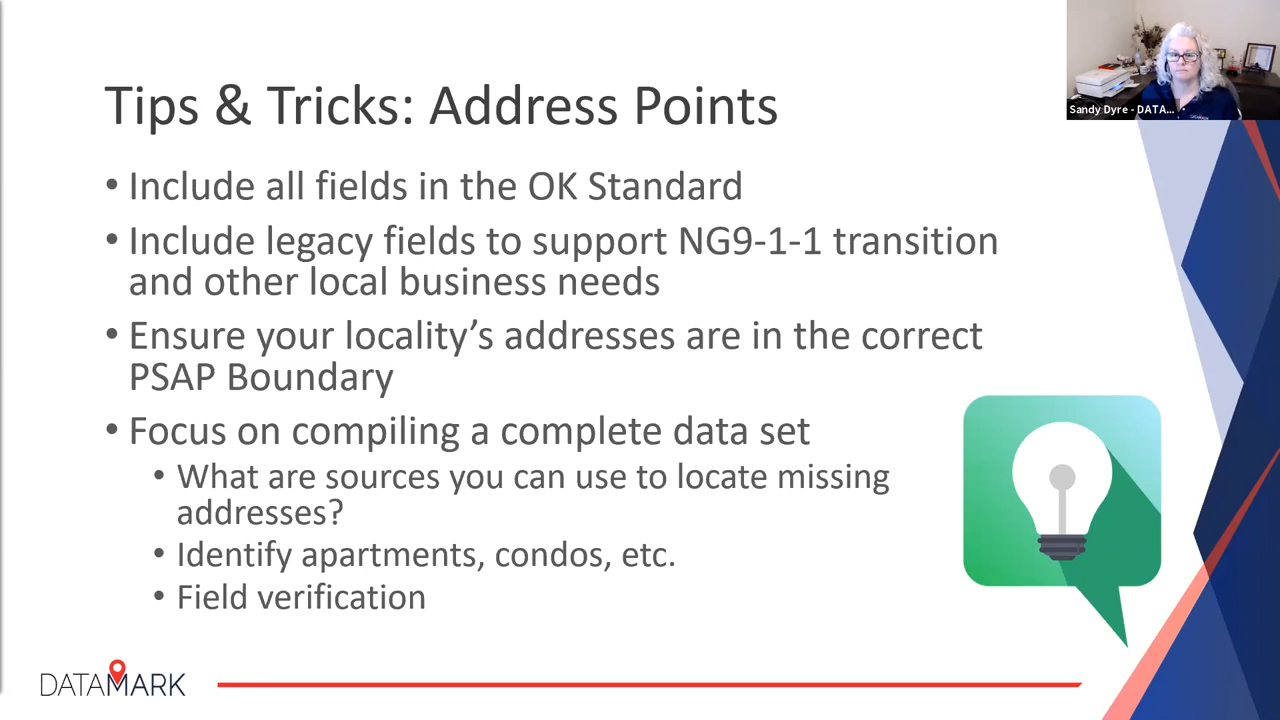 Sandy Dyre - DATA...
Tips & Tricks: Address Points
• Include all fields in the OK Standard
• Include legacy fields to support NG9-1-1 transition
and other local business needs
• Ensure your locality’s addresses are in the correct
PSAP Boundary
• Focus on compiling a complete data set
• What are sources you can use to locate missing
addresses?
• Identify apartments, condos, etc.
• Field verification
DATAMARK